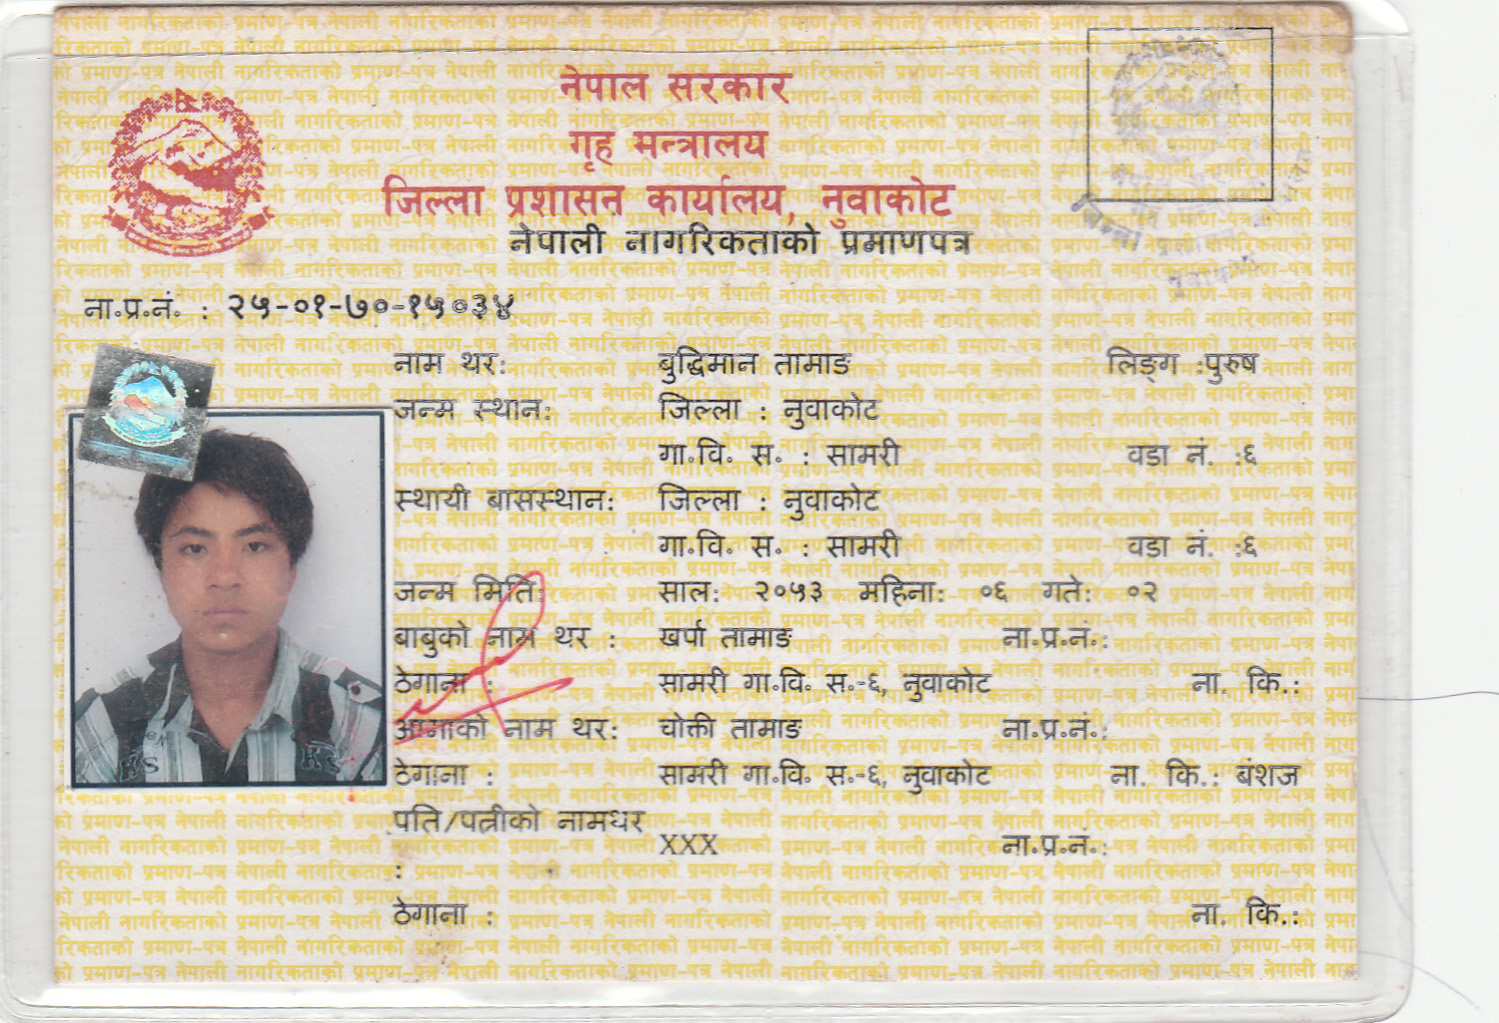 नेपाल सरकार
गृह मन्त्रालय
जिल्ला प्रशासन कार्यालय, नुवाकोट
नेपाली नागरिकताको प्रमाणपत्र
ना.प्र.नं. : २५-०१-७०-१५०३४
नाम थर: बुद्धिमान तामाङ लिङ्ग :पुरुष
जन्म स्थान: जिल्ला : नुवाकोट
गा.वि. स. : सामरी वडा नं. :६
स्थायी बासस्थान: जिल्ला : नुवाकोट
गा.वि. स. : सामरी वडा नं. :६
जन्म मिति: साल: २०५३ महिना: ०६ गते: ०२
बाबुको नाम थर : खर्पा तामाङ ना.प्र.नं.:
ठेगाना : सामरी गा.वि. स.-६, नुवाकोट ना. कि.:
आमाको नाम थर: चोक्ती तामाङ ना.प्र.नं.:
ठेगाना : सामरी गा.वि. स.-६, नुवाकोट ना. कि.: बंशज
पति/पत्नीको नामथर
: XXX ना.प्र.नं.:
ठेगाना : ना. कि.: